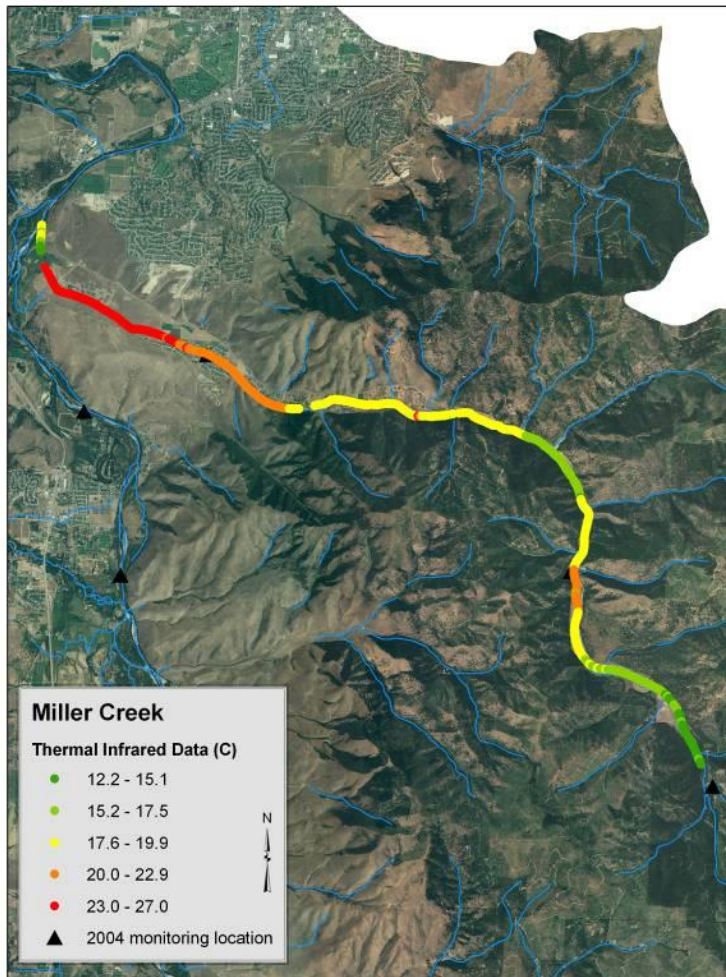 Miller Creek
Thermal Infrared Data (C)
12.2 - 15.1
15.2 - 17.5
17.6 - 19.9
20.0 - 22.9
23.0 - 27.0
2004 monitoring location
N